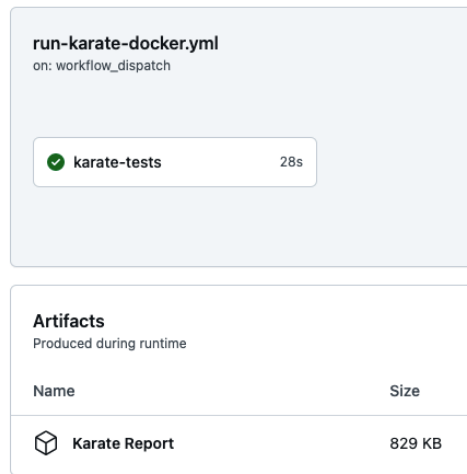 run-karate-docker.yml
on: workflow_dispatch
karate-tests 28s
Artifacts
Produced during runtime
Name Size
Karate Report 829 KB